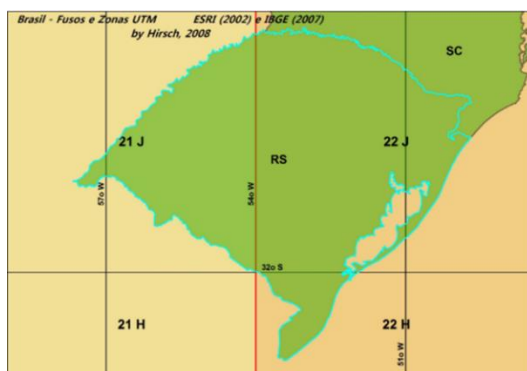 Brasil - Fusos e Zonas UTM ESRI (2002) e IBGE (2007)
by Hirsch, 2008
SC
21 J
22 J
RS
57o W
54o W
32o S
21 H
22 H
51o W